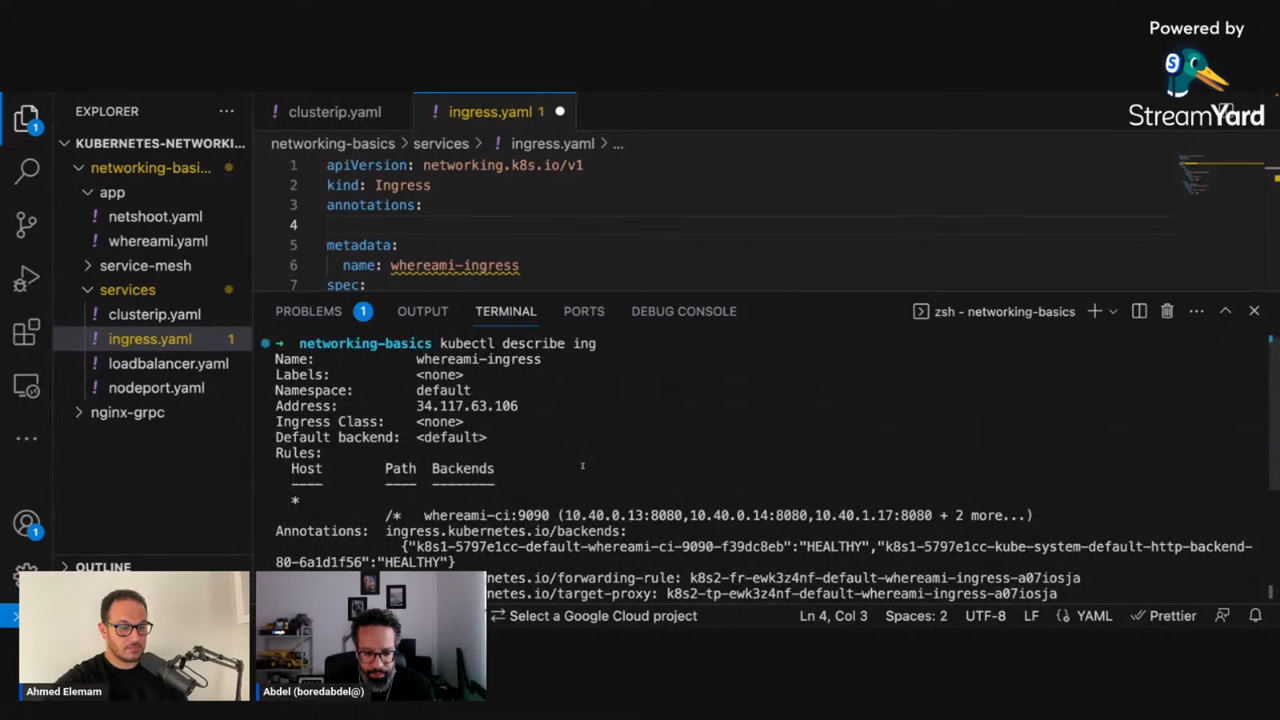 Powered by
StreamYard
EXPLORER
clusterip.yaml
ingress.yaml 1
KUBERNETES-NETWORKI...
networking-basics > services > ingress.yaml > ...
networking-basi...
app
netshoot.yaml
whereami.yaml
service-mesh
services
clusterip.yaml
ingress.yaml 1
loadbalancer.yaml
nodeport.yaml
nginx-grpc
OUTLINE
1
1
1 apiVersion: networking.k8s.io/v1
2 kind: Ingress
3 annotations:
4
5 metadata:
6 name: whereami-ingress
7 spec:
PROBLEMS 1 OUTPUT TERMINAL PORTS DEBUG CONSOLE
zsh - networking-basics
→ networking-basics kubectl describe ing
Name: whereami-ingress
Labels: <none>
Namespace: default
Address: 34.117.63.106
Ingress Class: <none>
Default backend: <default>
Rules:
Host Path Backends
---- ---- --------
*
/* whereami-ci:9090 (10.40.0.13:8080,10.40.0.14:8080,10.40.1.17:8080 + 2 more...)
Annotations: ingress.kubernetes.io/backends:
{"k8s1-5797e1cc-default-whereami-ci-9090-f39dc8eb":"HEALTHY","k8s1-5797e1cc-kube-system-default-http-backend-
80-6a1d1f56":"HEALTHY"}
netes.io/forwarding-rule: k8s2-fr-ewk3z4nf-default-whereami-ingress-a07iosja
netes.io/target-proxy: k8s2-tp-ewk3z4nf-default-whereami-ingress-a07iosja
Select a Google Cloud project Ln 4, Col 3 Spaces: 2 UTF-8 LF {} YAML Prettier
Ahmed Elemam
Abdel (boredabdel@)